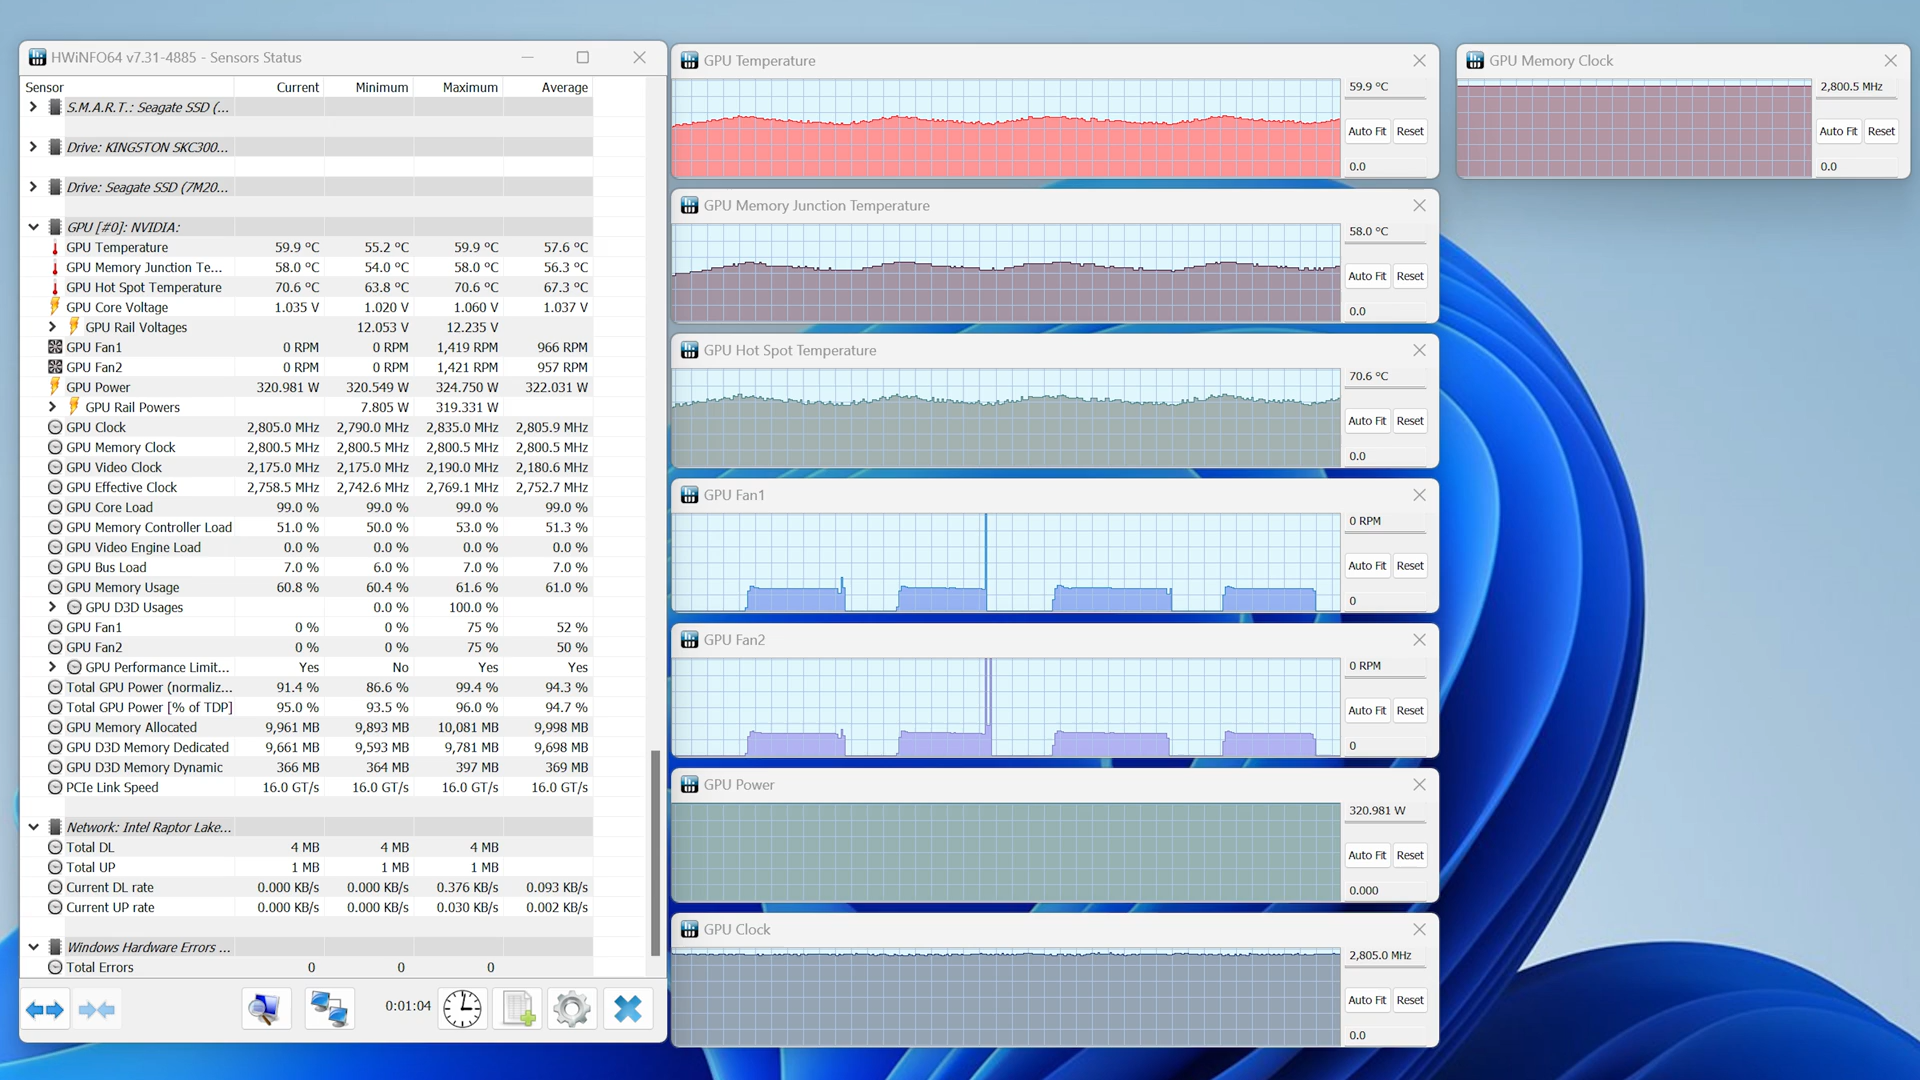 HWiNFO64 v7.31-4885 - Sensors Status
Sensor Current Minimum Maximum Average
S.M.A.R.T.: Seagate SSD (...
Drive: KINGSTON SKC300...
Drive: Seagate SSD (7M20...
GPU [#0]: NVIDIA:
GPU Temperature 59.9 °C 55.2 °C 59.9 °C 57.6 °C
GPU Memory Junction Te... 58.0 °C 54.0 °C 58.0 °C 56.3 °C
GPU Hot Spot Temperature 70.6 °C 63.8 °C 70.6 °C 67.3 °C
GPU Core Voltage 1.035 V 1.020 V 1.060 V 1.037 V
GPU Rail Voltages 12.053 V 12.235 V
GPU Fan1 0 RPM 0 RPM 1,419 RPM 966 RPM
GPU Fan2 0 RPM 0 RPM 1,421 RPM 957 RPM
GPU Power 320.981 W 320.549 W 324.750 W 322.031 W
GPU Rail Powers 7.805 W 319.331 W
GPU Clock 2,805.0 MHz 2,790.0 MHz 2,835.0 MHz 2,805.9 MHz
GPU Memory Clock 2,800.5 MHz 2,800.5 MHz 2,800.5 MHz 2,800.5 MHz
GPU Video Clock 2,175.0 MHz 2,175.0 MHz 2,190.0 MHz 2,180.6 MHz
GPU Effective Clock 2,758.5 MHz 2,742.6 MHz 2,769.1 MHz 2,752.7 MHz
GPU Core Load 99.0 % 99.0 % 99.0 % 99.0 %
GPU Memory Controller Load 51.0 % 50.0 % 53.0 % 51.3 %
GPU Video Engine Load 0.0 % 0.0 % 0.0 % 0.0 %
GPU Bus Load 7.0 % 6.0 % 7.0 % 7.0 %
GPU Memory Usage 60.8 % 60.4 % 61.6 % 61.0 %
GPU D3D Usages 0.0 % 100.0 %
GPU Fan1 0 % 0 % 75 % 52 %
GPU Fan2 0 % 0 % 75 % 50 %
GPU Performance Limit... Yes No Yes Yes
Total GPU Power (normaliz... 91.4 % 86.6 % 99.4 % 94.3 %
Total GPU Power [% of TDP] 95.0 % 93.5 % 96.0 % 94.7 %
GPU Memory Allocated 9,961 MB 9,893 MB 10,081 MB 9,998 MB
GPU D3D Memory Dedicated 9,661 MB 9,593 MB 9,781 MB 9,698 MB
GPU D3D Memory Dynamic 366 MB 364 MB 397 MB 369 MB
PCIe Link Speed 16.0 GT/s 16.0 GT/s 16.0 GT/s 16.0 GT/s
Network: Intel Raptor Lake...
Total DL 4 MB 4 MB 4 MB
Total UP 1 MB 1 MB 1 MB
Current DL rate 0.000 KB/s 0.000 KB/s 0.376 KB/s 0.093 KB/s
Current UP rate 0.000 KB/s 0.000 KB/s 0.030 KB/s 0.002 KB/s
Windows Hardware Errors ...
Total Errors 0 0 0
0:01:04
GPU Temperature
59.9 °C
Auto Fit Reset
0.0
GPU Memory Junction Temperature
58.0 °C
Auto Fit Reset
0.0
GPU Hot Spot Temperature
70.6 °C
Auto Fit Reset
0.0
GPU Fan1
0 RPM
Auto Fit Reset
0
GPU Fan2
0 RPM
Auto Fit Reset
0
GPU Power
320.981 W
Auto Fit Reset
0.000
GPU Clock
2,805.0 MHz
Auto Fit Reset
0.0
GPU Memory Clock
2,800.5 MHz
Auto Fit Reset
0.0